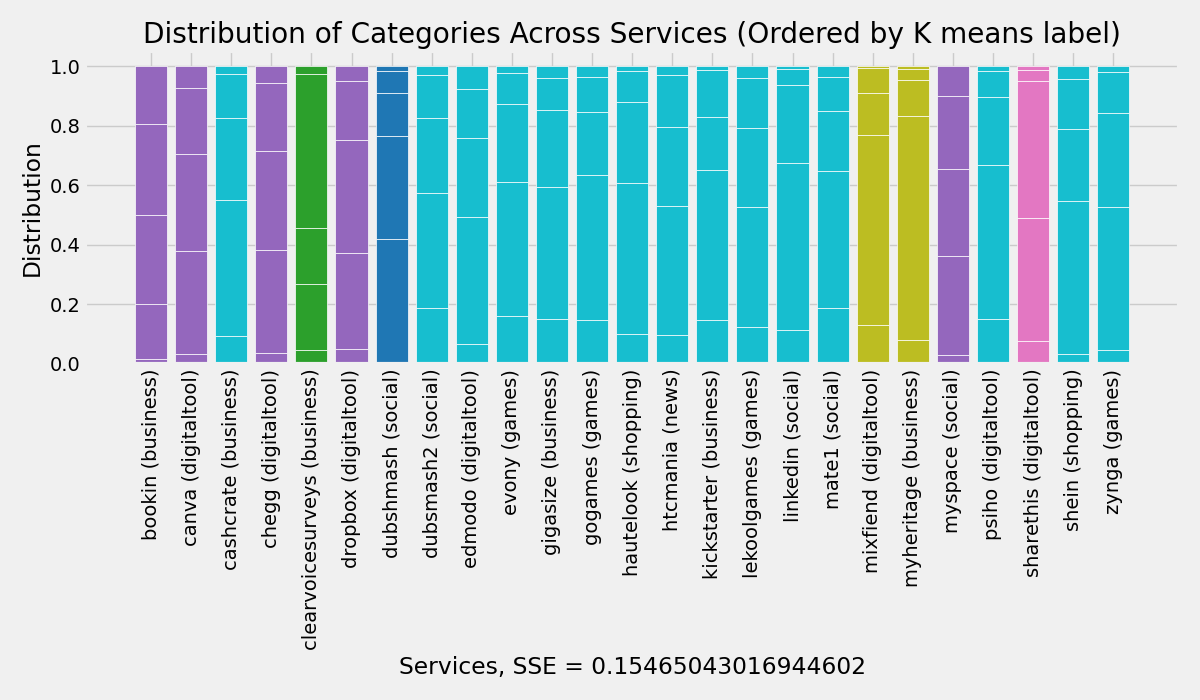 Distribution of Categories Across Services (Ordered by K means label)
Distribution
1.0
0.8
0.6
0.4
0.2
0.0
bookin (business)
canva (digitaltool)
cashcrate (business)
chegg (digitaltool)
clearvoicesurveys (business)
dropbox (digitaltool)
dubshmash (social)
dubsmash2 (social)
edmodo (digitaltool)
evony (games)
gigasize (business)
gogames (games)
hautelook (shopping)
htcmania (news)
kickstarter (business)
lekoolgames (games)
linkedin (social)
mate1 (social)
mixfiend (digitaltool)
myheritage (business)
myspace (social)
psiho (digitaltool)
sharethis (digitaltool)
shein (shopping)
zynga (games)
Services, SSE = 0.15465043016944602